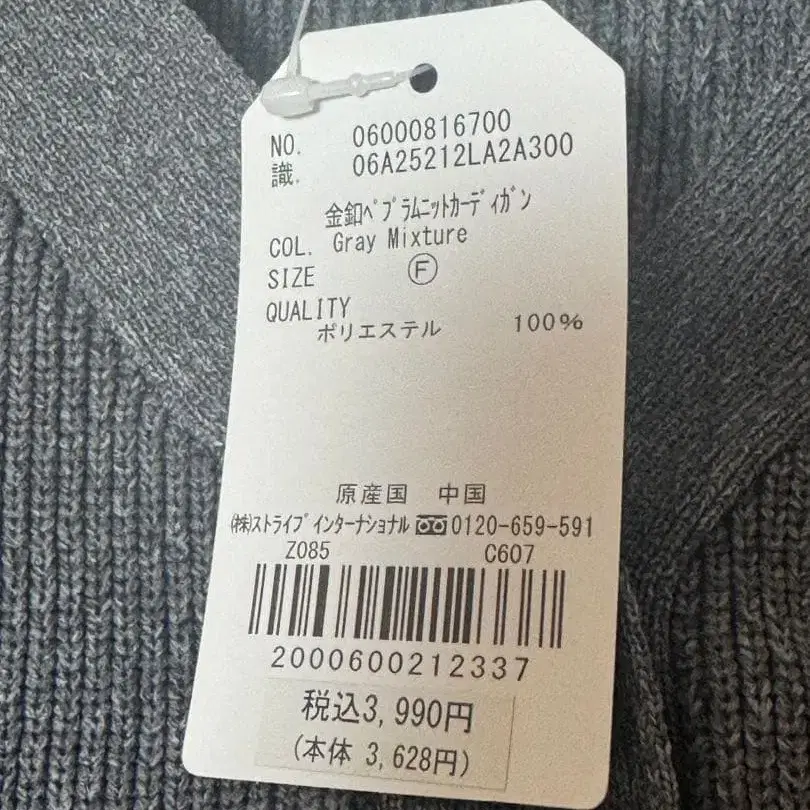 NO. 06000816700
識. 06A25212LA2A300
金釦ﾍﾟﾌﾟﾗﾑﾆｯﾄｶｰﾃﾞｨｶﾞﾝ
COL. Gray Mixture
SIZE Ⓕ
QUALITY
ポリエステル 100%
原産国 中国
㈱ｽﾄﾗｲﾌﾟｲﾝﾀｰﾅｼｮﾅﾙ 0120-659-591
Z085 C607
2000600212337
税込3,990円
(本体 3,628円)